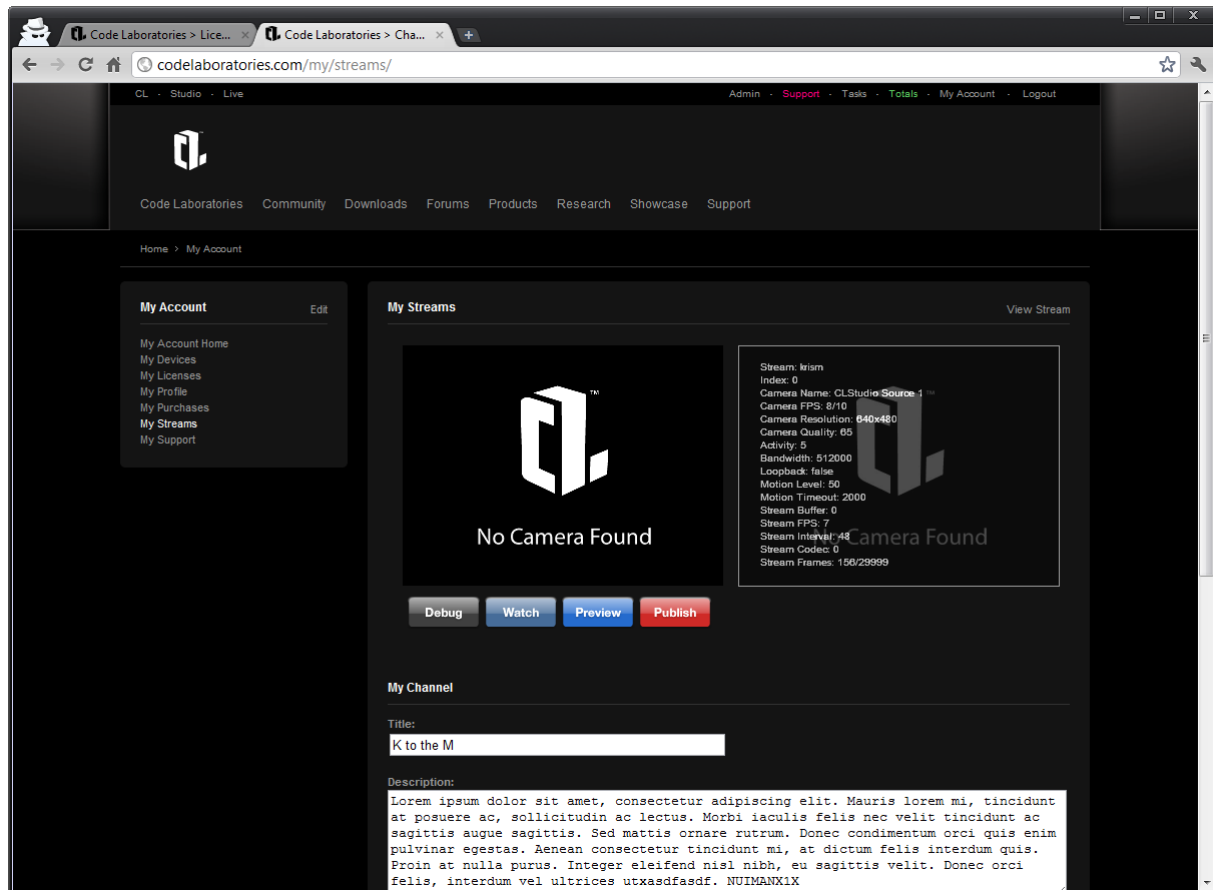 Code Laboratories > Lice...
Code Laboratories > Cha...
codelaboratories.com/my/streams/
CL - Studio - Live
Admin - Support - Tasks - Totals - My Account - Logout
CL.
Code Laboratories Community Downloads Forums Products Research Showcase Support
Home > My Account
My Account Edit
My Account Home
My Devices
My Licenses
My Profile
My Purchases
My Streams
My Support
My Streams View Stream
CL.™
No Camera Found
Debug Watch Preview Publish
Stream: krism
Index: 0
Camera Name: CLStudio Source 1
Camera FPS: 8/10
Camera Resolution: 640x480
Camera Quality: 65
Activity: 5
Bandwidth: 512000
Loopback: false
Motion Level: 50
Motion Timeout: 2000
Stream Buffer: 0
Stream FPS: 7
Stream Interval: 48
Stream Codec: 0
Stream Frames: 156/29999
CL.™
No Camera Found
My Channel
Title:
K to the M
Description:
Lorem ipsum dolor sit amet, consectetur adipiscing elit. Mauris lorem mi, tincidunt
at posuere ac, sollicitudin ac lectus. Morbi iaculis felis nec velit tincidunt ac
sagittis augue sagittis. Sed mattis ornare rutrum. Donec condimentum orci quis enim
pulvinar egestas. Aenean consectetur tincidunt mi, at dictum felis interdum quis.
Proin at nulla purus. Integer eleifend nisl nibh, eu sagittis velit. Donec orci
felis, interdum vel ultrices utxasdfasdf. NUIMANX1X